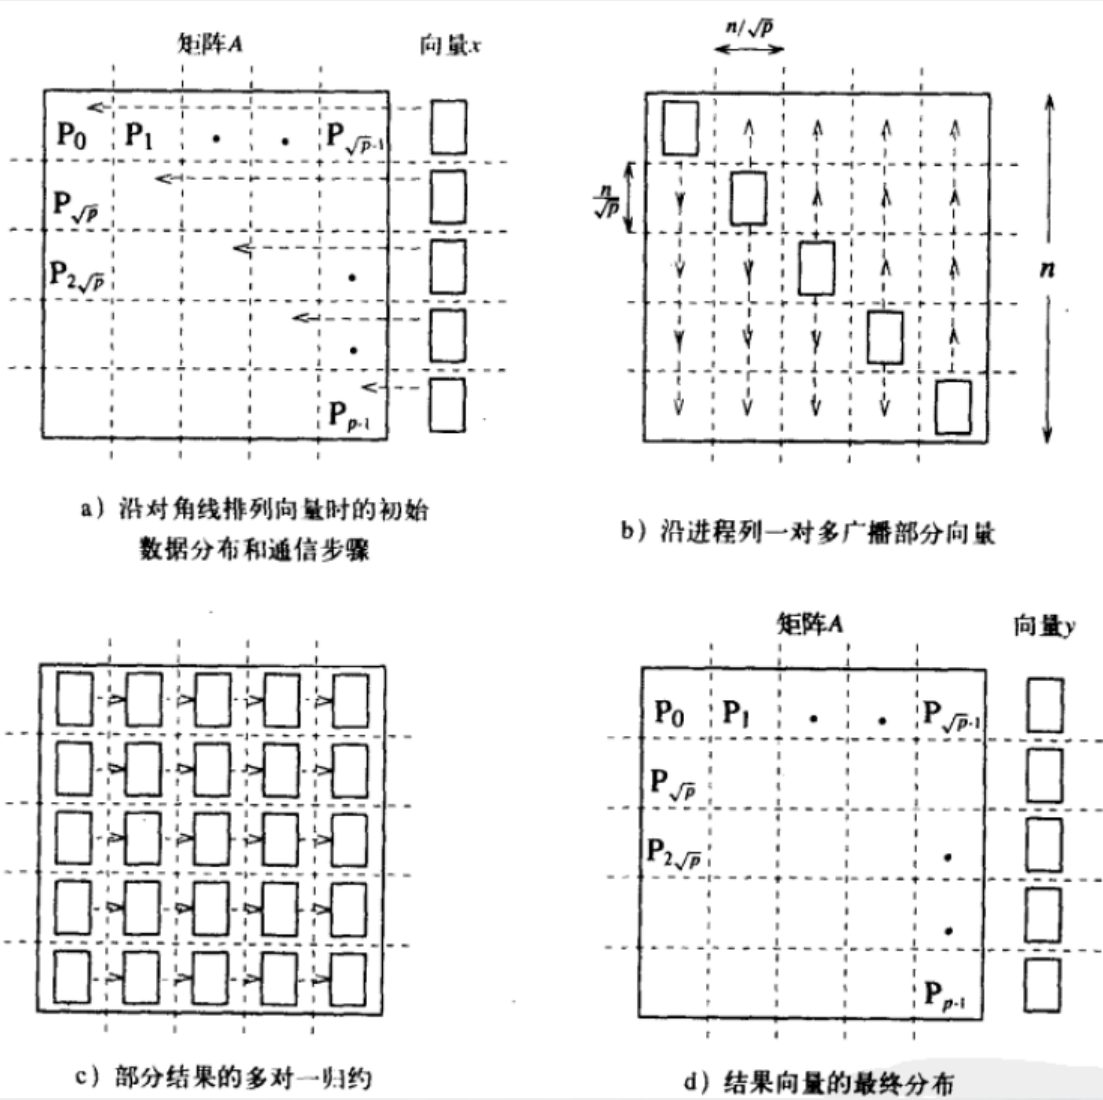 矩阵A
向量x
P₀ P₁ · · P√p-1
P√p
P₂√p
·
·
Pp-1
a）沿对角线排列向量时的初始
数据分布和通信步骤
n/√p
n/√p
n
b）沿进程列一对多广播部分向量
c）部分结果的多对一归约
矩阵A
向量y
P₀ P₁ · · P√p-1
P√p
P₂√p
·
·
Pp-1
d）结果向量的最终分布